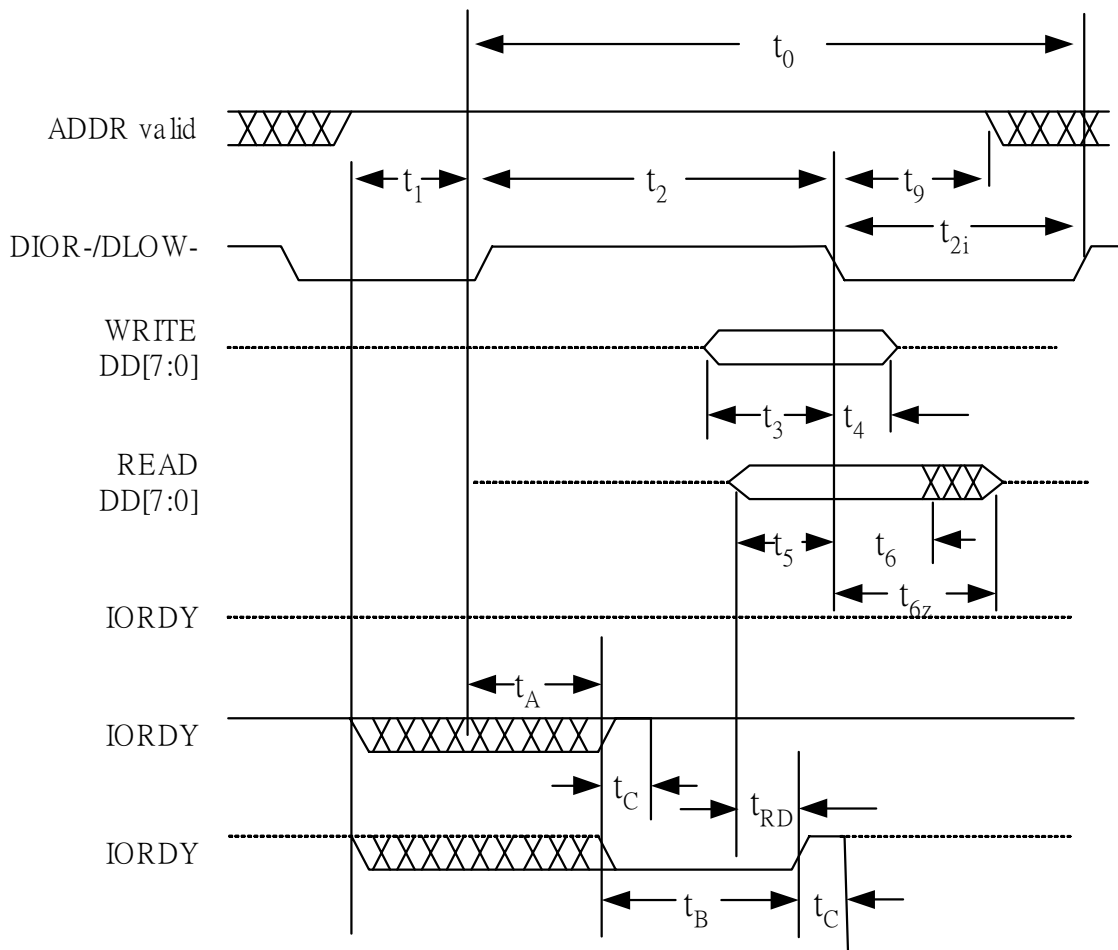 t0
ADDR valid
t1
t2
t9
DIOR-/DLOW-
t2i
WRITE
DD[7:0]
t3
t4
READ
DD[7:0]
t5
t6
t6z
IORDY
tA
IORDY
tC
tRD
IORDY
tB
tC